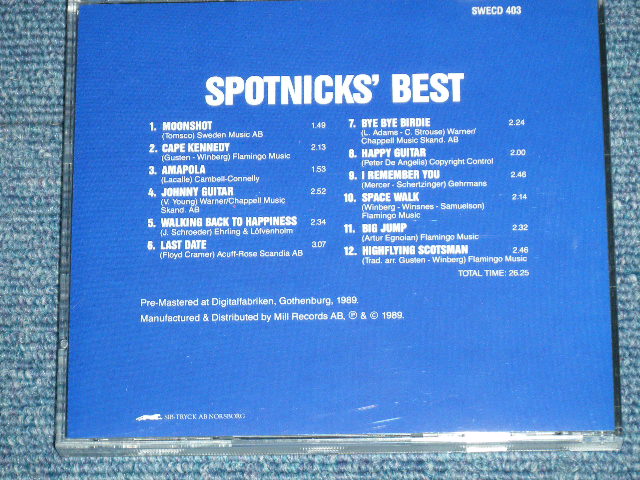 SWECD 403
SPOTNICKS' BEST
1. MOONSHOT 1.49
(Tomsco) Sweden Music AB
2. CAPE KENNEDY 2.13
(Gusten - Winberg) Flamingo Music
3. AMAPOLA 1.53
(Lacalle) Cambell-Connelly
4. JOHNNY GUITAR 2.52
(V. Young) Warner/Chappell Music
Skand. AB
5. WALKING BACK TO HAPPINESS 2.34
(J. Schroeder) Ehrling & Löfvenholm
6. LAST DATE 3.07
(Floyd Cramer) Acuff-Rose Scandia AB
7. BYE BYE BIRDIE 2.24
(L. Adams - C. Strouse) Warner/
Chappell Music Skand. AB
8. HAPPY GUITAR 2.00
(Peter De Angelis) Copyright Control
9. I REMEMBER YOU 2.46
(Mercer - Schertzinger) Gehrmans
10. SPACE WALK 2.14
(Winberg - Winsnes - Samuelson)
Flamingo Music
11. BIG JUMP 2.32
(Artur Egnoian) Flamingo Music
12. HIGHFLYING SCOTSMAN 2.46
(Trad. arr. Gusten - Winberg) Flamingo Music
TOTAL TIME: 26.25
Pre-Mastered at Digitalfabriken, Gothenburg, 1989.
Manufactured & Distributed by Mill Records AB, ℗ & © 1989.
SIB-TRYCK AB NORSBORG